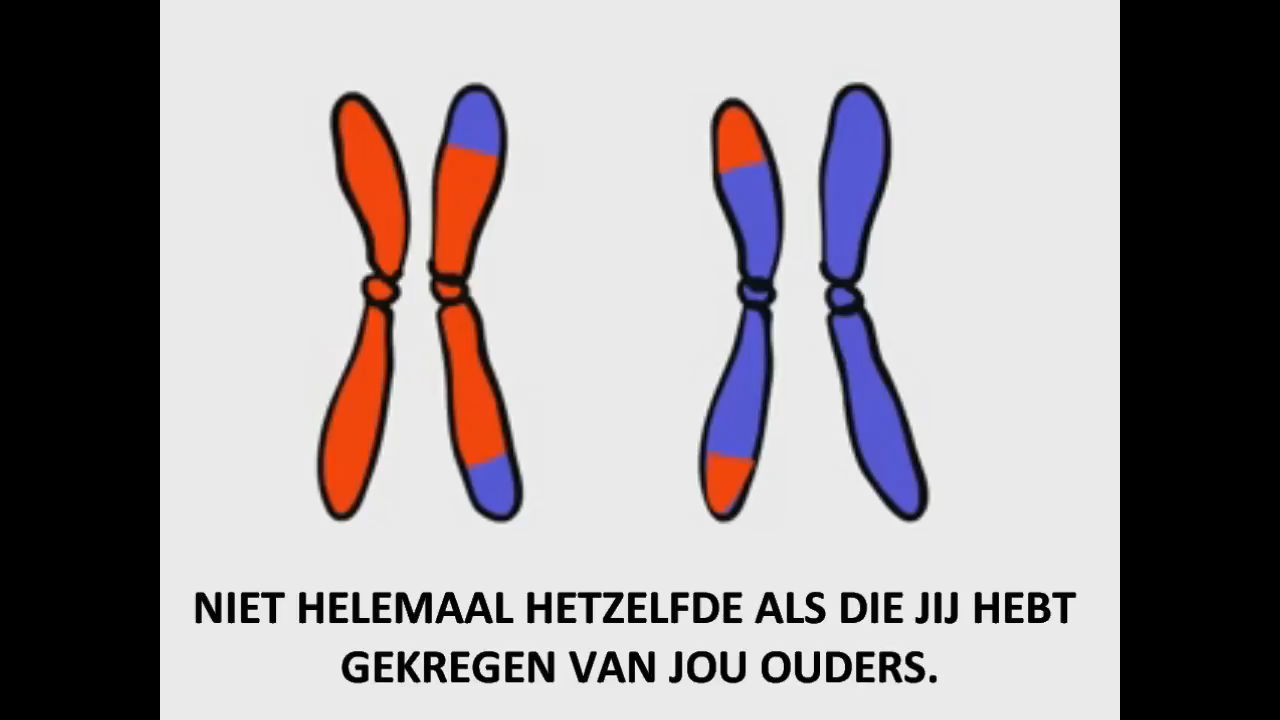 NIET HELEMAAL HETZELFDE ALS DIE JIJ HEBT
GEKREGEN VAN JOU OUDERS.